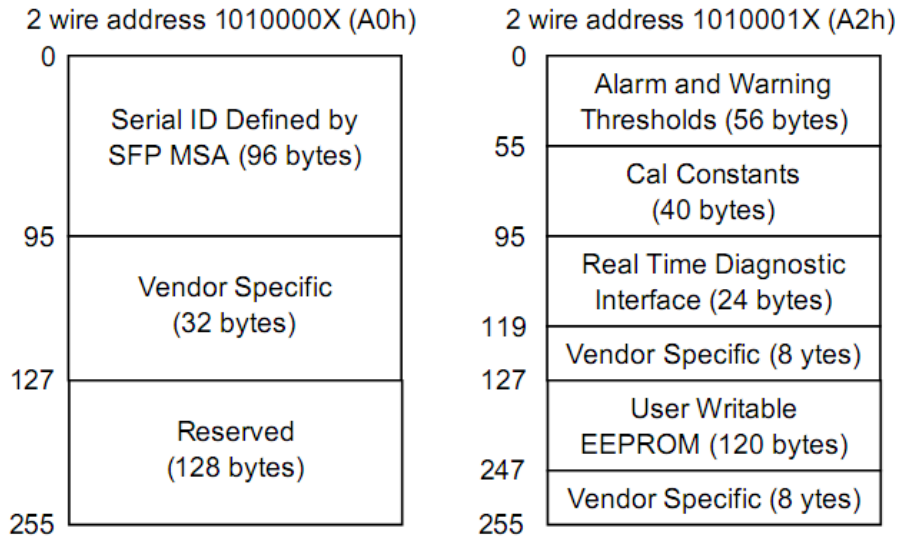 2 wire address 1010000X (A0h)
0
Serial ID Defined by
SFP MSA (96 bytes)
95
Vendor Specific
(32 bytes)
127
Reserved
(128 bytes)
255
2 wire address 1010001X (A2h)
0
Alarm and Warning
Thresholds (56 bytes)
55
Cal Constants
(40 bytes)
95
Real Time Diagnostic
Interface (24 bytes)
119
Vendor Specific (8 ytes)
127
User Writable
EEPROM (120 bytes)
247
Vendor Specific (8 ytes)
255